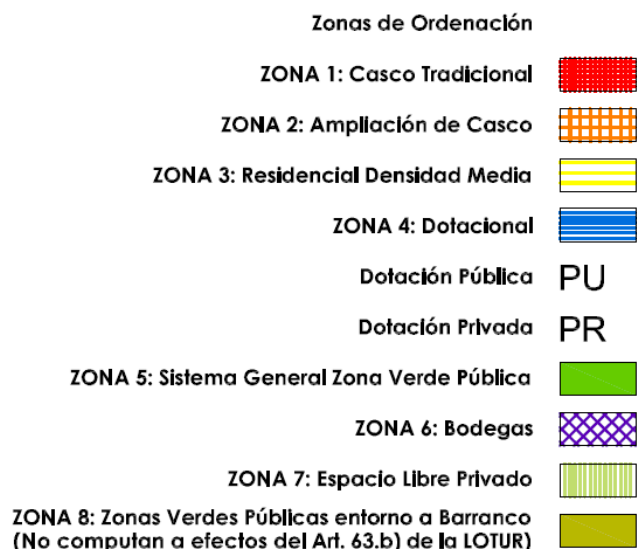 Zonas de Ordenación
ZONA 1: Casco Tradicional
ZONA 2: Ampliación de Casco
ZONA 3: Residencial Densidad Media
ZONA 4: Dotacional
Dotación Pública PU
Dotación Privada PR
ZONA 5: Sistema General Zona Verde Pública
ZONA 6: Bodegas
ZONA 7: Espacio Libre Privado
ZONA 8: Zonas Verdes Públicas entorno a Barranco
(No computan a efectos del Art. 63.b) de la LOTUR)